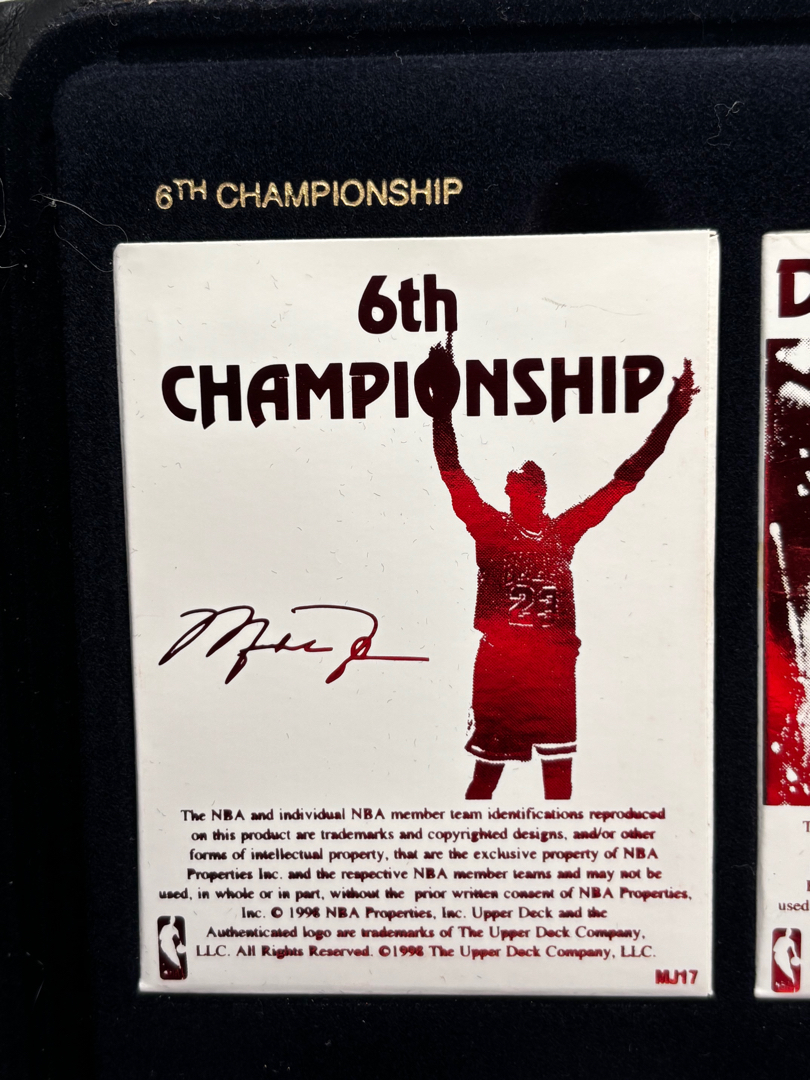 6TH CHAMPIONSHIP
6th
CHAMPIONSHIP
23
The NBA and individual NBA member team identifications reproduced
on this product are trademarks and copyrighted designs, and/or other
forms of intellectual property, that are the exclusive property of NBA
Properties Inc. and the respective NBA member teams and may not be
used, in whole or in part, without the prior written consent of NBA Properties,
Inc. © 1998 NBA Properties, Inc. Upper Deck and the
Authenticated logo are trademarks of The Upper Deck Company,
LLC. All Rights Reserved. ©1998 The Upper Deck Company, LLC.
MJ17
D
T
used